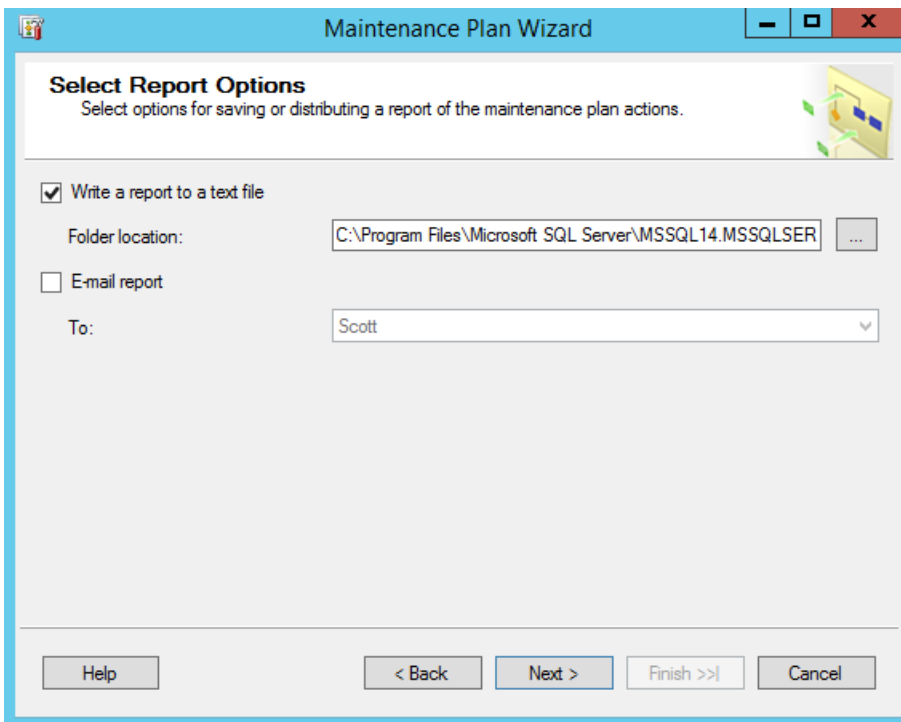 Maintenance Plan Wizard
Select Report Options
Select options for saving or distributing a report of the maintenance plan actions.
Write a report to a text file
Folder location: C:\Program Files\Microsoft SQL Server\MSSQL14.MSSQLSER ...
E-mail report
To: Scott
Help < Back Next > Finish >>| Cancel